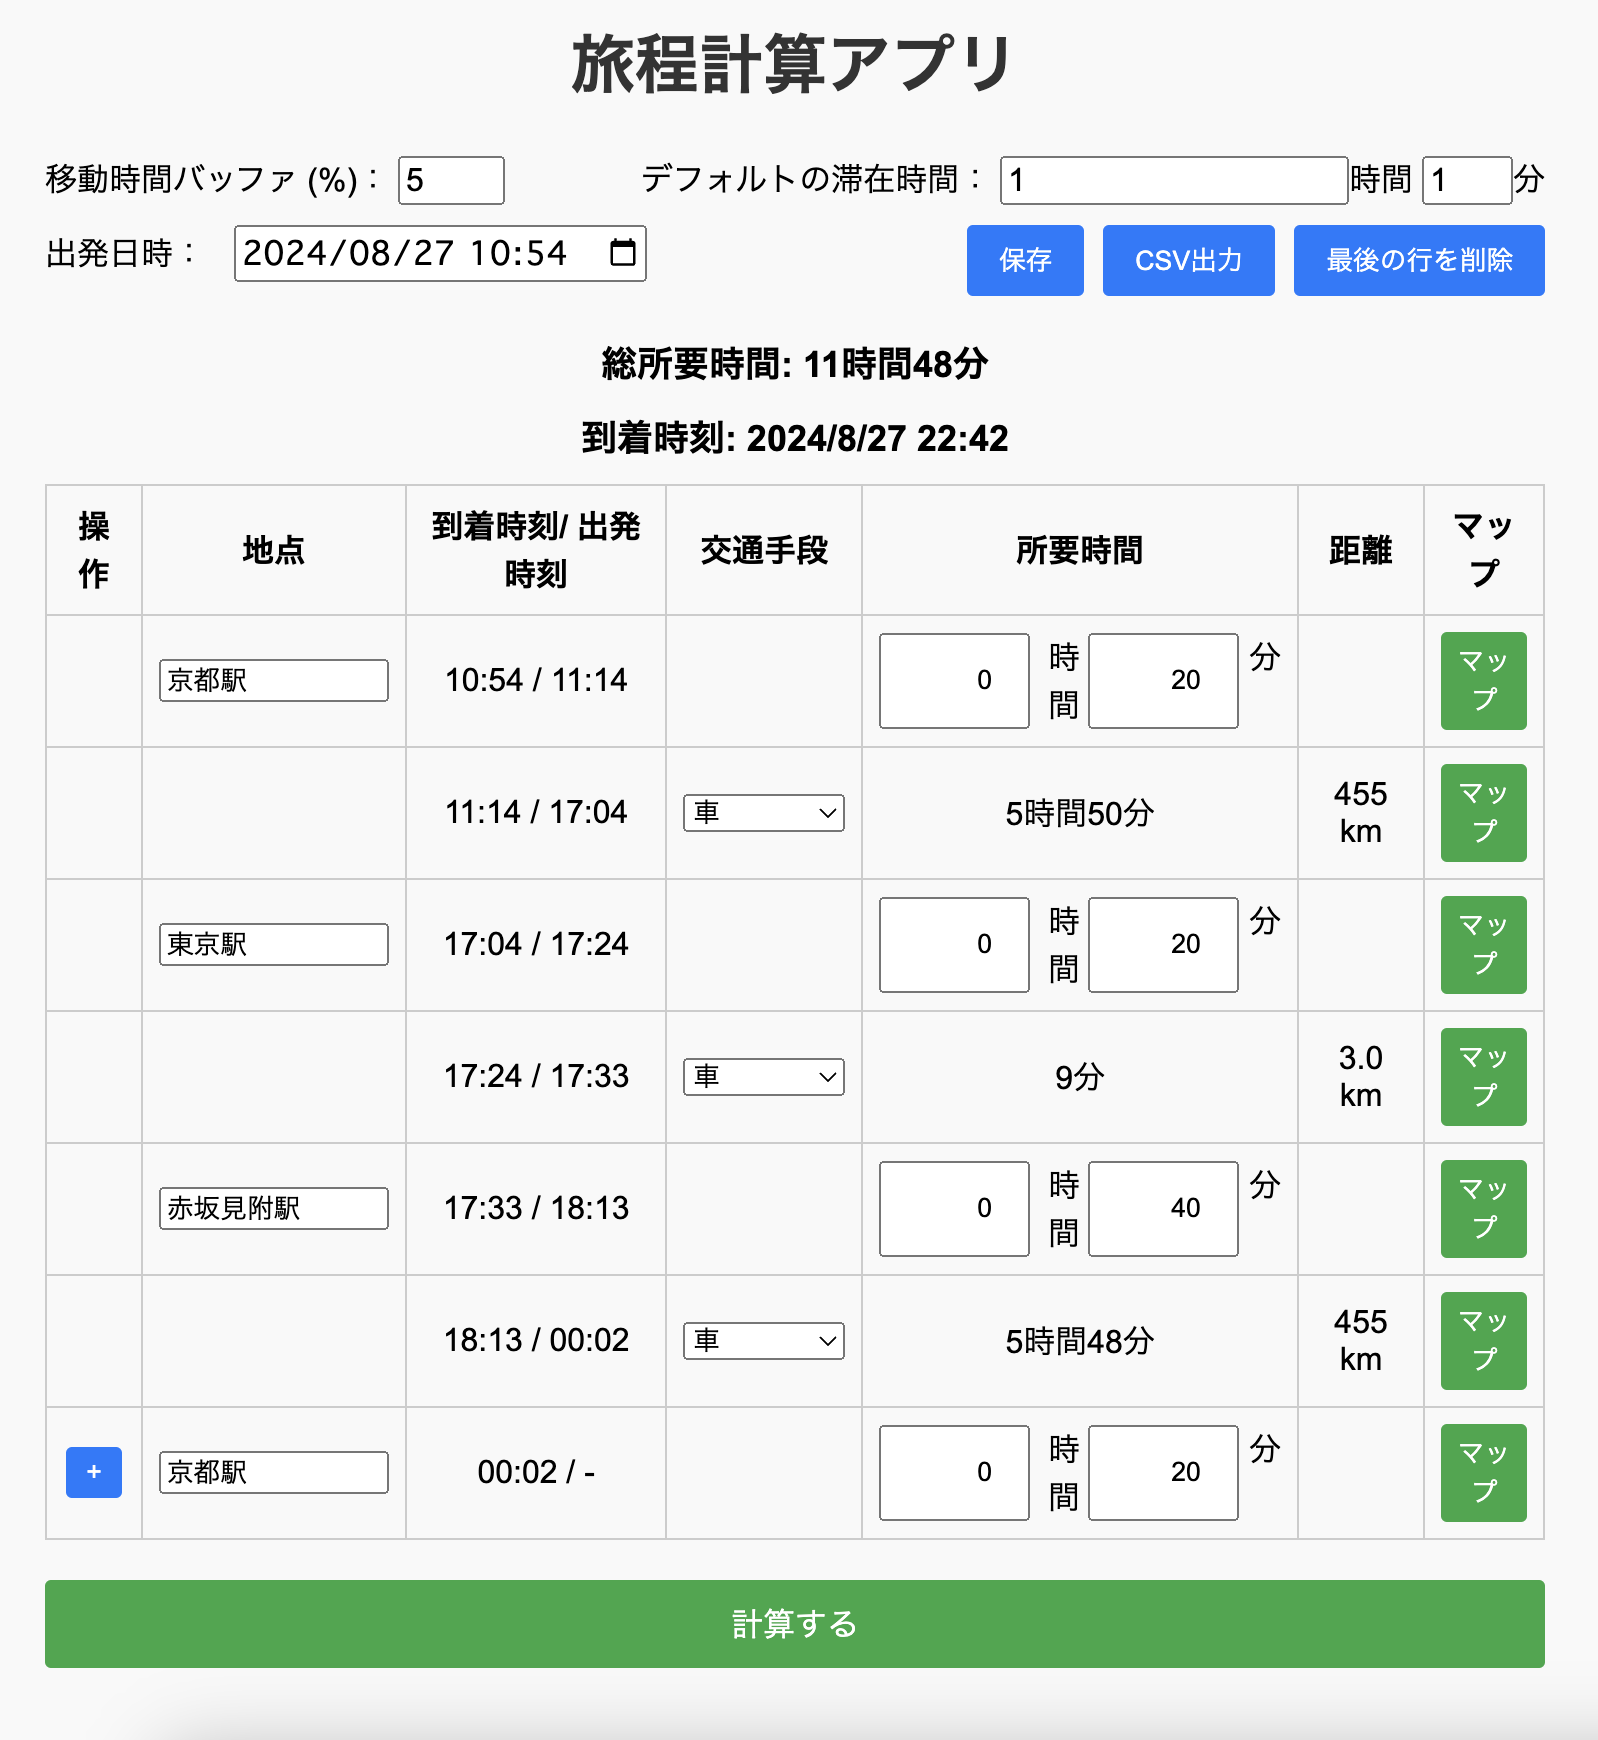 旅程計算アプリ
移動時間バッファ (%)： 5 デフォルトの滞在時間： 1 時間 1 分
出発日時： 2024/08/27 10:54 保存 CSV出力 最後の行を削除
総所要時間: 11時間48分
到着時刻: 2024/8/27 22:42
操作 地点 到着時刻/ 出発時刻 交通手段 所要時間 距離 マップ
京都駅 10:54 / 11:14 0 時間 20 分 マップ
11:14 / 17:04 車 5時間50分 455 km マップ
東京駅 17:04 / 17:24 0 時間 20 分 マップ
17:24 / 17:33 車 9分 3.0 km マップ
赤坂見附駅 17:33 / 18:13 0 時間 40 分 マップ
18:13 / 00:02 車 5時間48分 455 km マップ
+ 京都駅 00:02 / - 0 時間 20 分 マップ
計算する